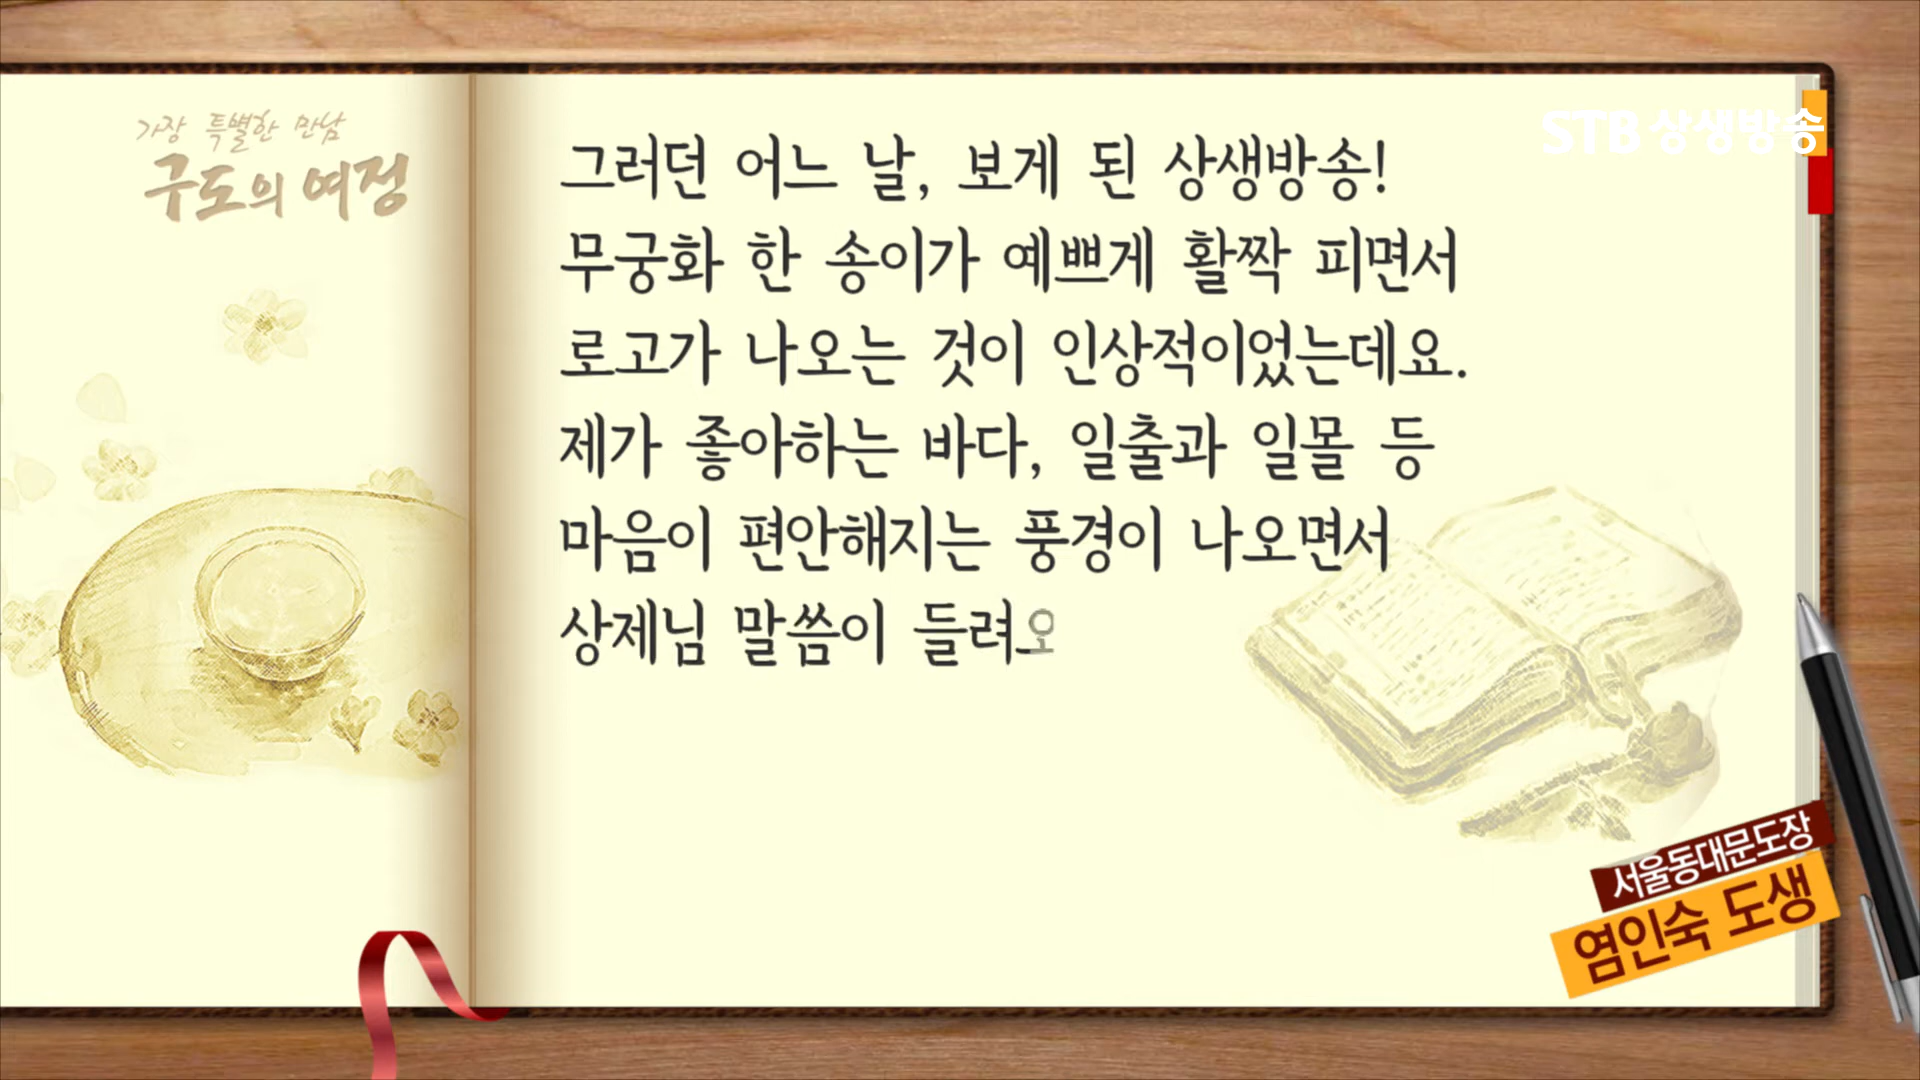 가장 특별한 만남
구도의 여정
STB 상생방송
그러던 어느 날, 보게 된 상생방송!
무궁화 한 송이가 예쁘게 활짝 피면서
로고가 나오는 것이 인상적이었는데요.
제가 좋아하는 바다, 일출과 일몰 등
마음이 편안해지는 풍경이 나오면서
상제님 말씀이 들려오
서울동대문도장
염인숙 도생